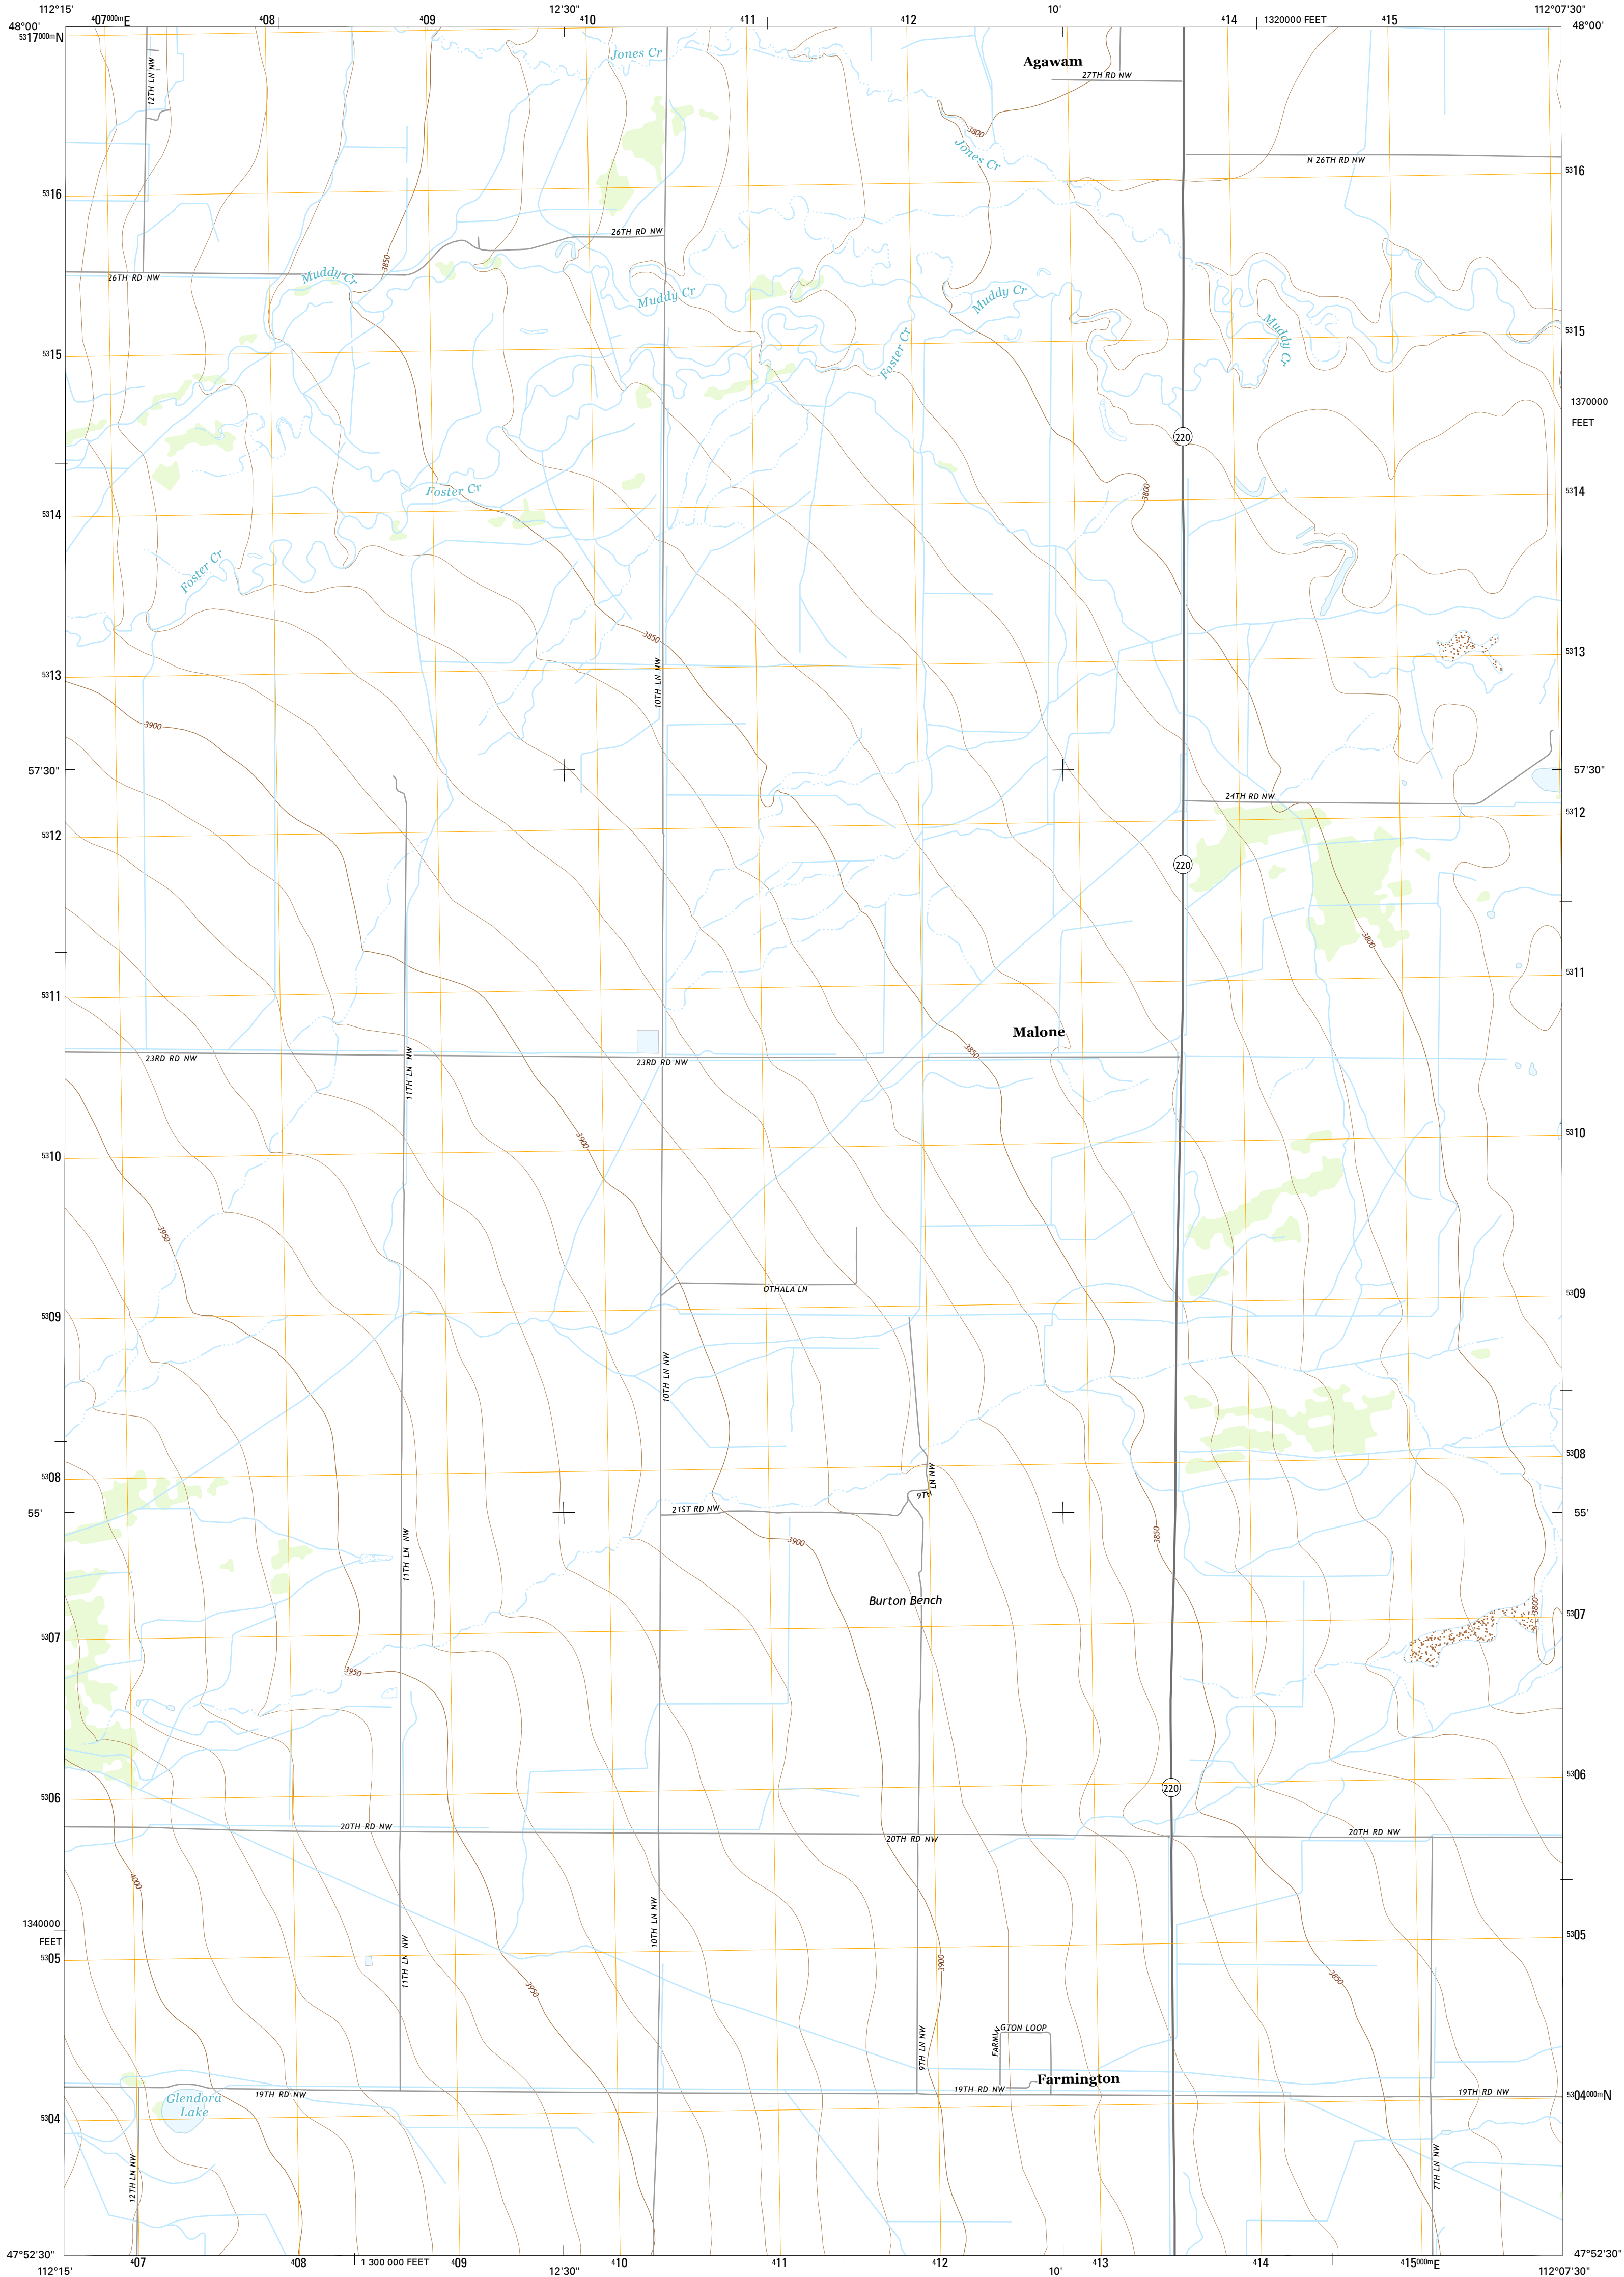 112°15'
407000mE
408
409
12'30"
410
411
412
10'
414
1320000 FEET
415
112°07'30"
48°00'
48°00'
5317000mN
Jones Cr
Agawam
27TH RD NW
12TH LN NW
3800
Jones Cr
N 26TH RD NW
5316
5316
26TH RD NW
3850
26TH RD NW
Muddy Cr
Muddy Cr
Muddy Cr
Muddy Cr
Foster Cr
5315
5315
1370000
FEET
220
Foster Cr
3800
5314
5314
Foster Cr
3850
5313
5313
10TH LN NW
3900
57'30"
57'30"
24TH RD NW
5312
5312
220
3800
5311
5311
Malone
3850
23RD RD NW
23RD RD NW
11TH LN NW
3900
5310
5310
3950
OTHALA LN
5309
5309
10TH LN NW
5308
5308
9TH LN NW
21ST RD NW
55'
55'
3900
3850
11TH LN NW
Burton Bench
3800
5307
5307
3950
220
5306
5306
20TH RD NW
20TH RD NW
20TH RD NW
4000
10TH LN NW
1340000
FEET
5305
5305
11TH LN NW
3950
3900
3850
9TH LN NW
FARMIN
GTON LOOP
Farmington
19TH RD NW
19TH RD NW
19TH RD NW
5304000mN
Glendora
Lake
5304
12TH LN NW
7TH LN NW
47°52'30"
47°52'30"
407
408
1 300 000 FEET
409
410
411
412
413
414
415000mE
112°15'
12'30"
10'
112°07'30"